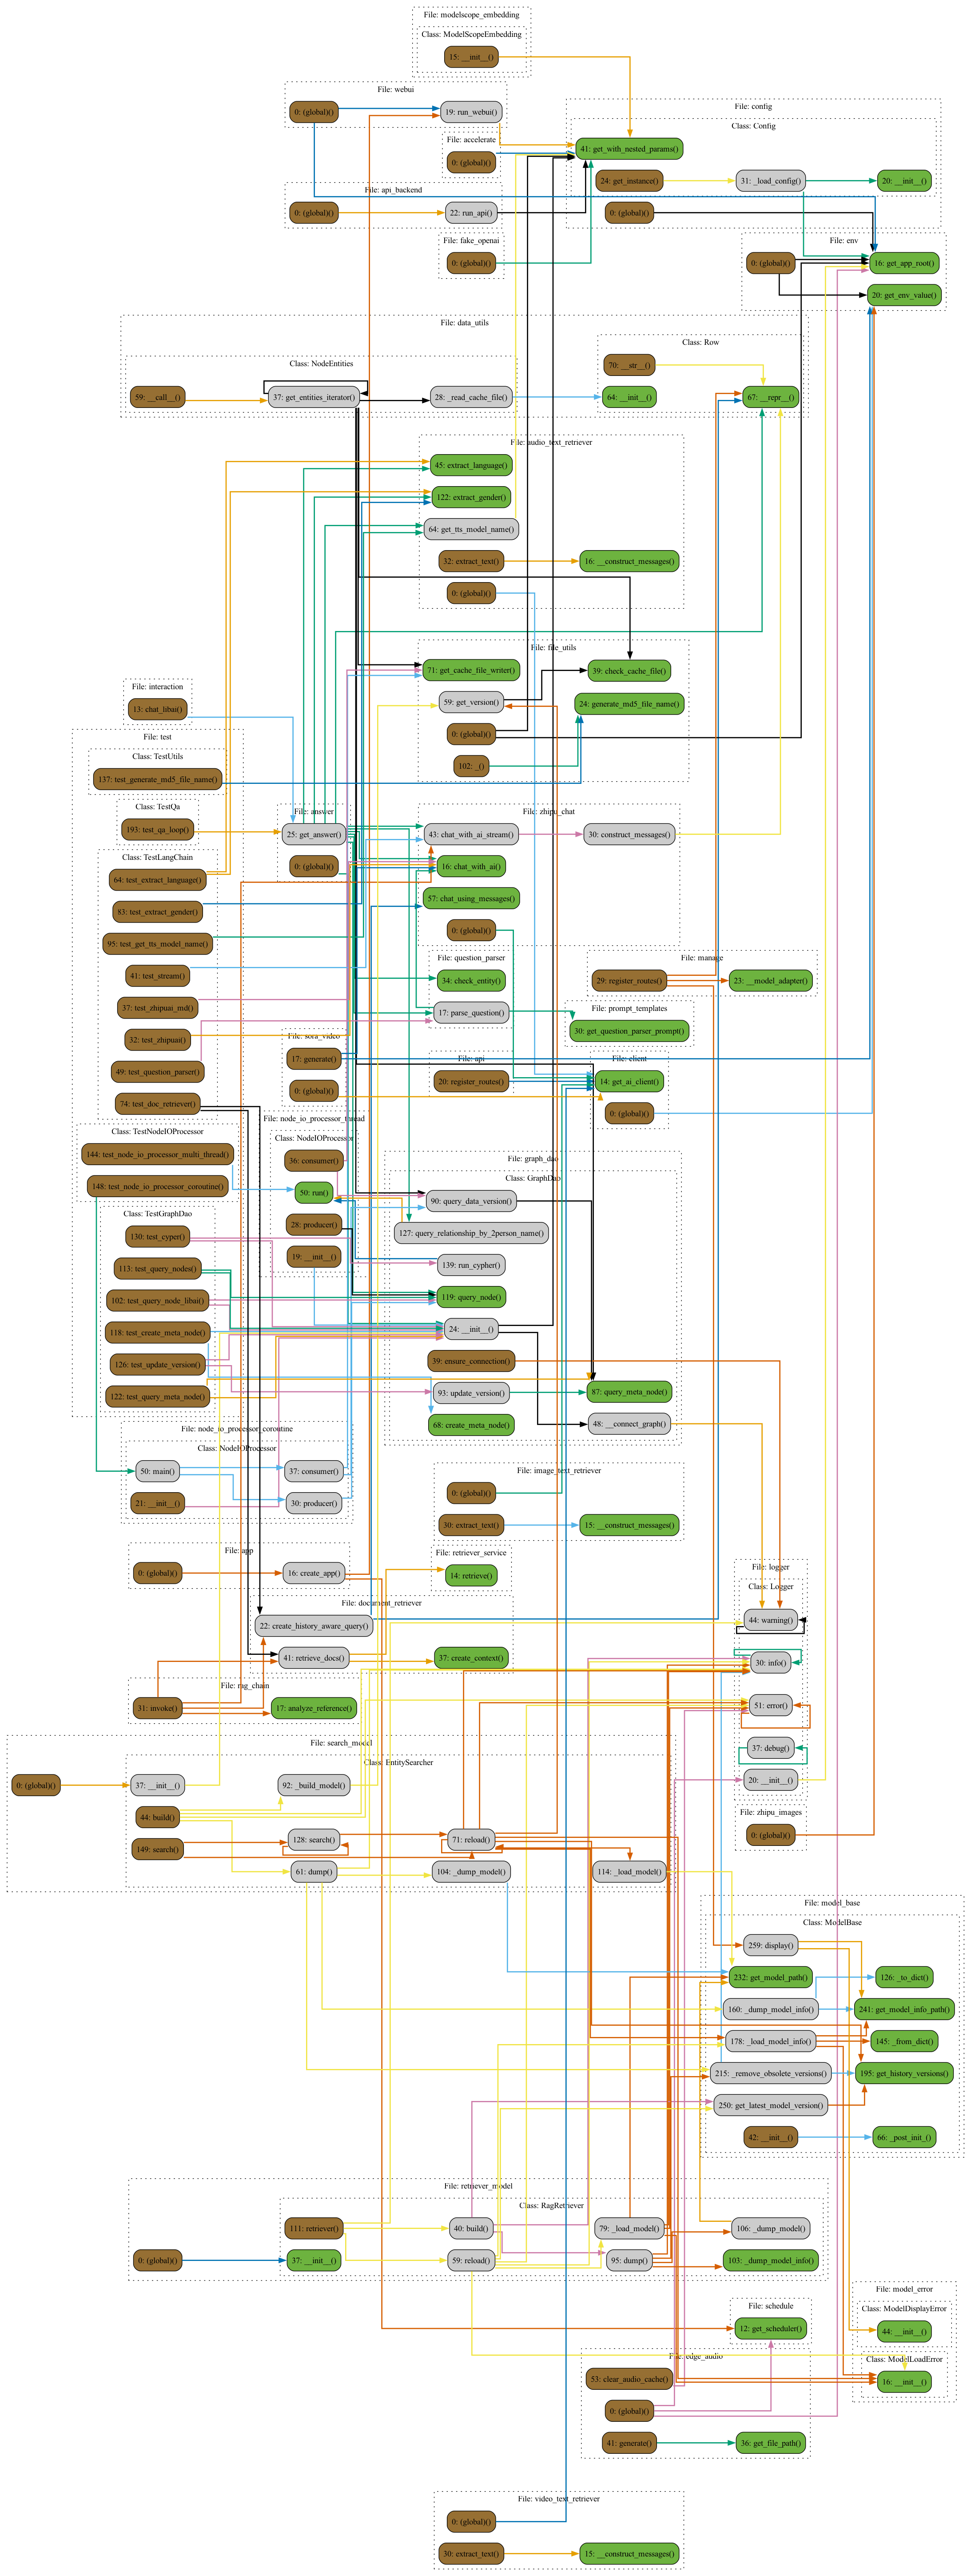 File: modelscope_embedding
Class: ModelScopeEmbedding
15: __init__()
File: webui
0: (global)()
19: run_webui()
File: config
Class: Config
File: accelerate
0: (global)()
41: get_with_nested_params()
24: get_instance()
31: _load_config()
20: __init__()
File: api_backend
0: (global)()
22: run_api()
0: (global)()
File: fake_openai
0: (global)()
File: env
0: (global)()
16: get_app_root()
20: get_env_value()
File: data_utils
Class: NodeEntities
59: __call__()
37: get_entities_iterator()
28: _read_cache_file()
Class: Row
70: __str__()
64: __init__()
67: __repr__()
File: audio_text_retriever
45: extract_language()
122: extract_gender()
64: get_tts_model_name()
32: extract_text()
16: __construct_messages()
0: (global)()
File: file_utils
71: get_cache_file_writer()
39: check_cache_file()
59: get_version()
24: generate_md5_file_name()
0: (global)()
102: _()
File: interaction
13: chat_libai()
File: test
Class: TestUtils
137: test_generate_md5_file_name()
Class: TestQa
193: test_qa_loop()
File: answer
25: get_answer()
0: (global)()
File: zhipu_chat
43: chat_with_ai_stream()
30: construct_messages()
16: chat_with_ai()
57: chat_using_messages()
0: (global)()
Class: TestLangChain
64: test_extract_language()
83: test_extract_gender()
95: test_get_tts_model_name()
41: test_stream()
37: test_zhipuai_md()
32: test_zhipuai()
49: test_question_parser()
74: test_doc_retriever()
File: question_parser
34: check_entity()
17: parse_question()
File: manage
29: register_routes()
23: __model_adapter()
File: prompt_templates
30: get_question_parser_prompt()
File: sora_video
17: generate()
0: (global)()
File: api
20: register_routes()
File: client
14: get_ai_client()
0: (global)()
Class: TestNodeIOProcessor
144: test_node_io_processor_multi_thread()
148: test_node_io_processor_coroutine()
File: node_io_processor_thread
Class: NodeIOProcessor
36: consumer()
50: run()
28: producer()
19: __init__()
File: graph_dao
Class: GraphDao
90: query_data_version()
127: query_relationship_by_2person_name()
139: run_cypher()
119: query_node()
24: __init__()
39: ensure_connection()
93: update_version()
87: query_meta_node()
68: create_meta_node()
48: __connect_graph()
Class: TestGraphDao
130: test_cyper()
113: test_query_nodes()
102: test_query_node_libai()
118: test_create_meta_node()
126: test_update_version()
122: test_query_meta_node()
File: node_io_processor_coroutine
Class: NodeIOProcessor
50: main()
37: consumer()
21: __init__()
30: producer()
File: image_text_retriever
0: (global)()
30: extract_text()
15: __construct_messages()
File: app
0: (global)()
16: create_app()
File: retriever_service
14: retrieve()
File: document_retriever
22: create_history_aware_query()
41: retrieve_docs()
37: create_context()
File: rag_chain
31: invoke()
17: analyze_reference()
File: logger
Class: Logger
44: warning()
30: info()
51: error()
37: debug()
20: __init__()
File: search_model
Class: EntitySearcher
0: (global)()
37: __init__()
92: _build_model()
44: build()
149: search()
128: search()
71: reload()
61: dump()
104: _dump_model()
114: _load_model()
File: zhipu_images
0: (global)()
File: model_base
Class: ModelBase
259: display()
232: get_model_path()
126: _to_dict()
160: _dump_model_info()
241: get_model_info_path()
178: _load_model_info()
145: _from_dict()
215: _remove_obsolete_versions()
195: get_history_versions()
250: get_latest_model_version()
42: __init__()
66: _post_init_()
File: retriever_model
Class: RagRetriever
111: retriever()
40: build()
79: _load_model()
106: _dump_model()
0: (global)()
37: __init__()
59: reload()
95: dump()
103: _dump_model_info()
File: model_error
Class: ModelDisplayError
44: __init__()
Class: ModelLoadError
16: __init__()
File: schedule
12: get_scheduler()
File: edge_audio
53: clear_audio_cache()
0: (global)()
41: generate()
36: get_file_path()
File: video_text_retriever
0: (global)()
30: extract_text()
15: __construct_messages()